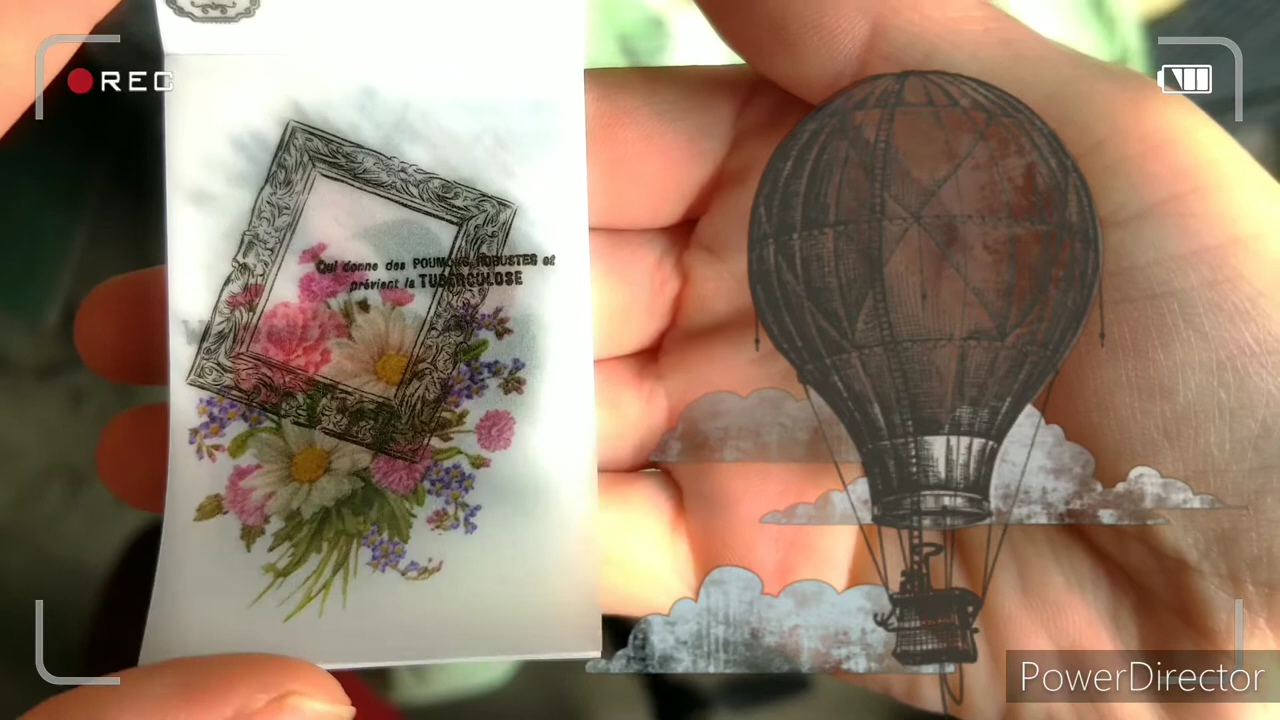 REC
Qui donne des POUMONS ROBUSTES et
prévient la TUBERCULOSE
PowerDirector